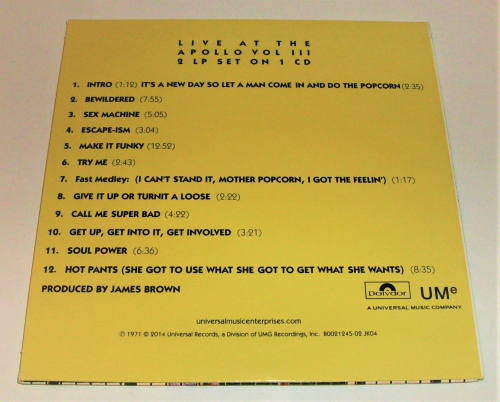 LIVE AT THE
APOLLO VOL III
2 LP SET ON 1 CD
1. INTRO (1:12) IT'S A NEW DAY SO LET A MAN COME IN AND DO THE POPCORN (2:35)
2. BEWILDERED (7:55)
3. SEX MACHINE (5:05)
4. ESCAPE-ISM (3:04)
5. MAKE IT FUNKY (12:52)
6. TRY ME (2:43)
7. Fast Medley: (I CAN'T STAND IT, MOTHER POPCORN, I GOT THE FEELIN') (1:17)
8. GIVE IT UP OR TURNIT A LOOSE (2:22)
9. CALL ME SUPER BAD (4:22)
10. GET UP, GET INTO IT, GET INVOLVED (3:21)
11. SOUL POWER (6:36)
12. HOT PANTS (SHE GOT TO USE WHAT SHE GOT TO GET WHAT SHE WANTS) (8:35)
PRODUCED BY JAMES BROWN
Polydor UMe
A UNIVERSAL MUSIC COMPANY
universalmusicenterprises.com
℗ 1971 © 2014 Universal Records, a Division of UMG Recordings, Inc. B0021245-02 JK04